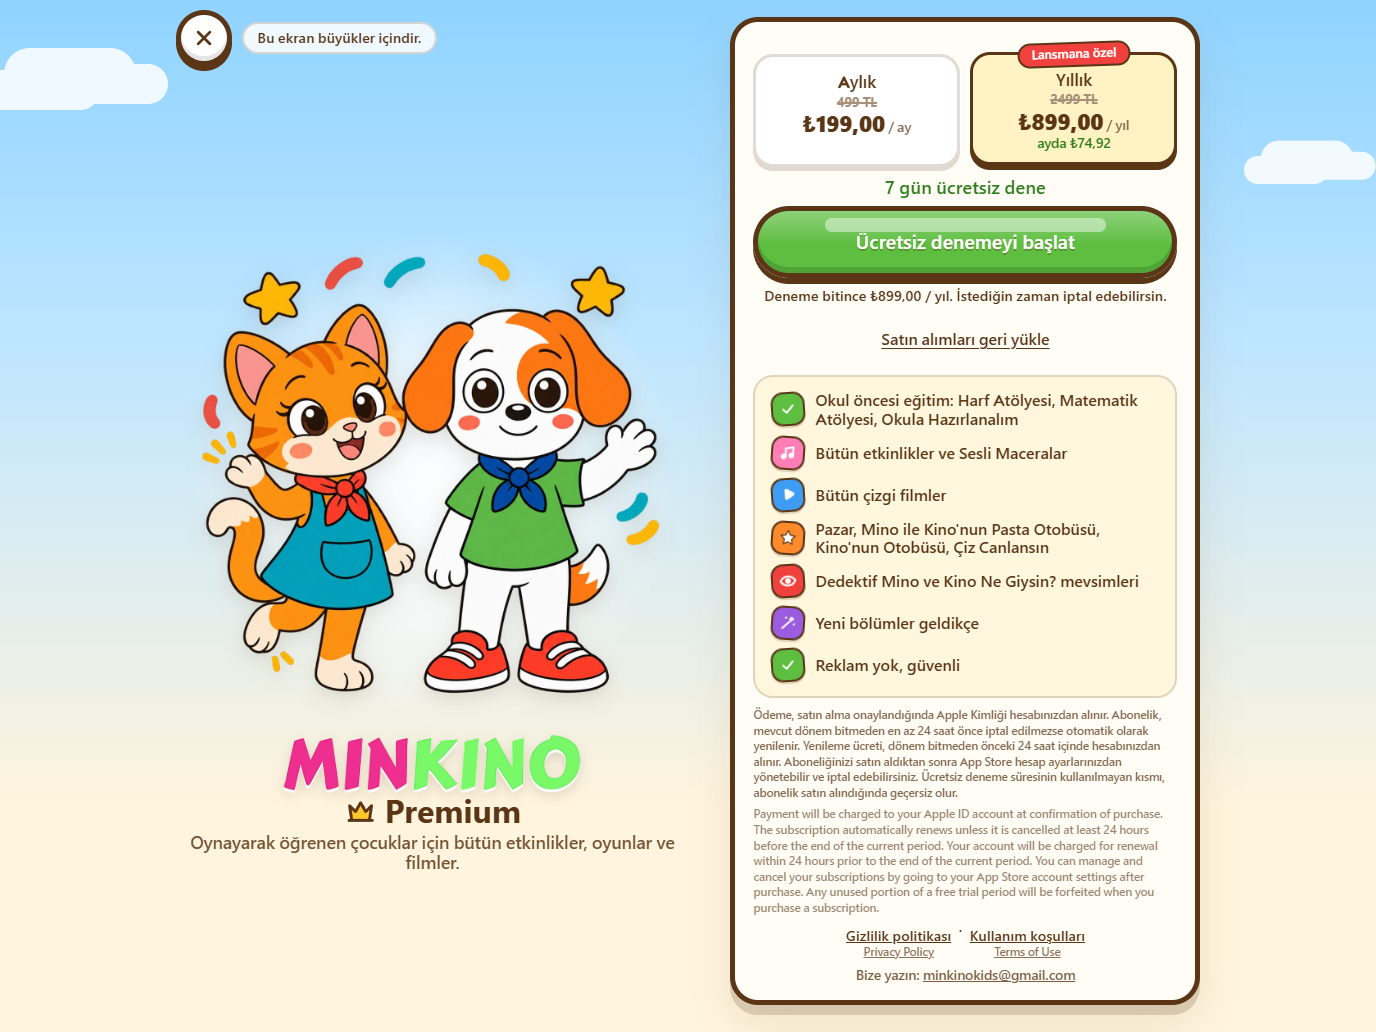 Bu ekran büyükler içindir.
Aylık
499 TL
₺199,00 / ay
Lansmana özel
Yıllık
2499 TL
₺899,00 / yıl
ayda ₺74,92
7 gün ücretsiz dene
Ücretsiz denemeyi başlat
Deneme bitince ₺899,00 / yıl. İstediğin zaman iptal edebilirsin.
Satın alımları geri yükle
Okul öncesi eğitim: Harf Atölyesi, Matematik
Atölyesi, Okula Hazırlanalım
Bütün etkinlikler ve Sesli Maceralar
Bütün çizgi filmler
Pazar, Mino ile Kino'nun Pasta Otobüsü,
Kino'nun Otobüsü, Çiz Canlansın
Dedektif Mino ve Kino Ne Giysin? mevsimleri
Yeni bölümler geldikçe
Reklam yok, güvenli
Ödeme, satın alma onaylandığında Apple Kimliği hesabınızdan alınır. Abonelik,
mevcut dönem bitmeden en az 24 saat önce iptal edilmezse otomatik olarak
yenilenir. Yenileme ücreti, dönem bitmeden önceki 24 saat içinde hesabınızdan
alınır. Aboneliğinizi satın aldıktan sonra App Store hesap ayarlarınızdan
yönetebilir ve iptal edebilirsiniz. Ücretsiz deneme süresinin kullanılmayan kısmı,
abonelik satın alındığında geçersiz olur.
Payment will be charged to your Apple ID account at confirmation of purchase.
The subscription automatically renews unless it is cancelled at least 24 hours
before the end of the current period. Your account will be charged for renewal
within 24 hours prior to the end of the current period. You can manage and
cancel your subscriptions by going to your App Store account settings after
purchase. Any unused portion of a free trial period will be forfeited when you
purchase a subscription.
Gizlilik politikası · Kullanım koşulları
Privacy Policy Terms of Use
Bize yazın: minkinokids@gmail.com
MINKINO
Premium
Oynayarak öğrenen çocuklar için bütün etkinlikler, oyunlar ve
filmler.